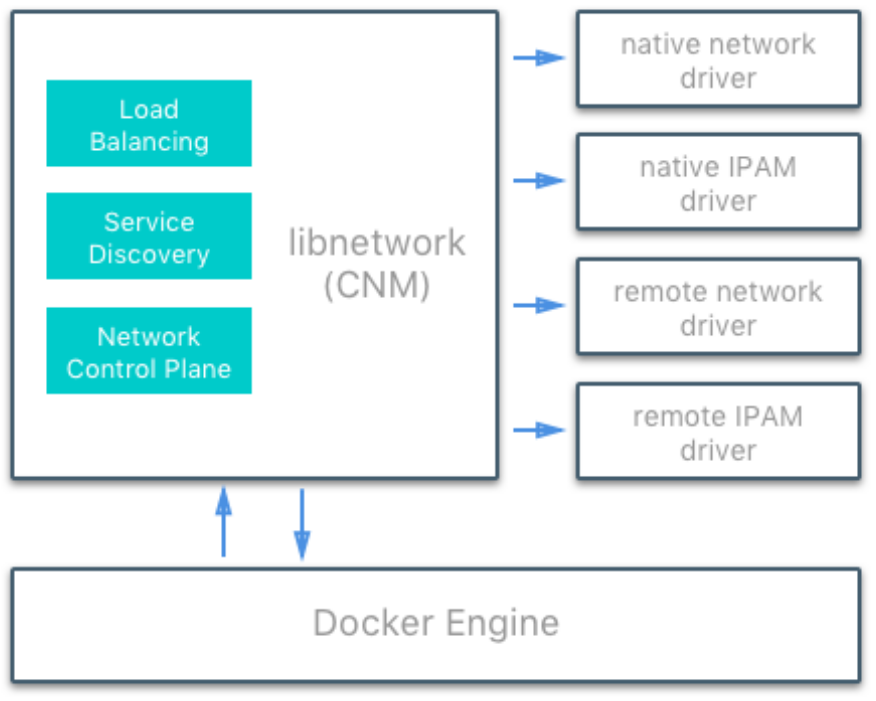 Load
Balancing
Service
Discovery
Network
Control Plane
libnetwork
(CNM)
native network
driver
native IPAM
driver
remote network
driver
remote IPAM
driver
Docker Engine